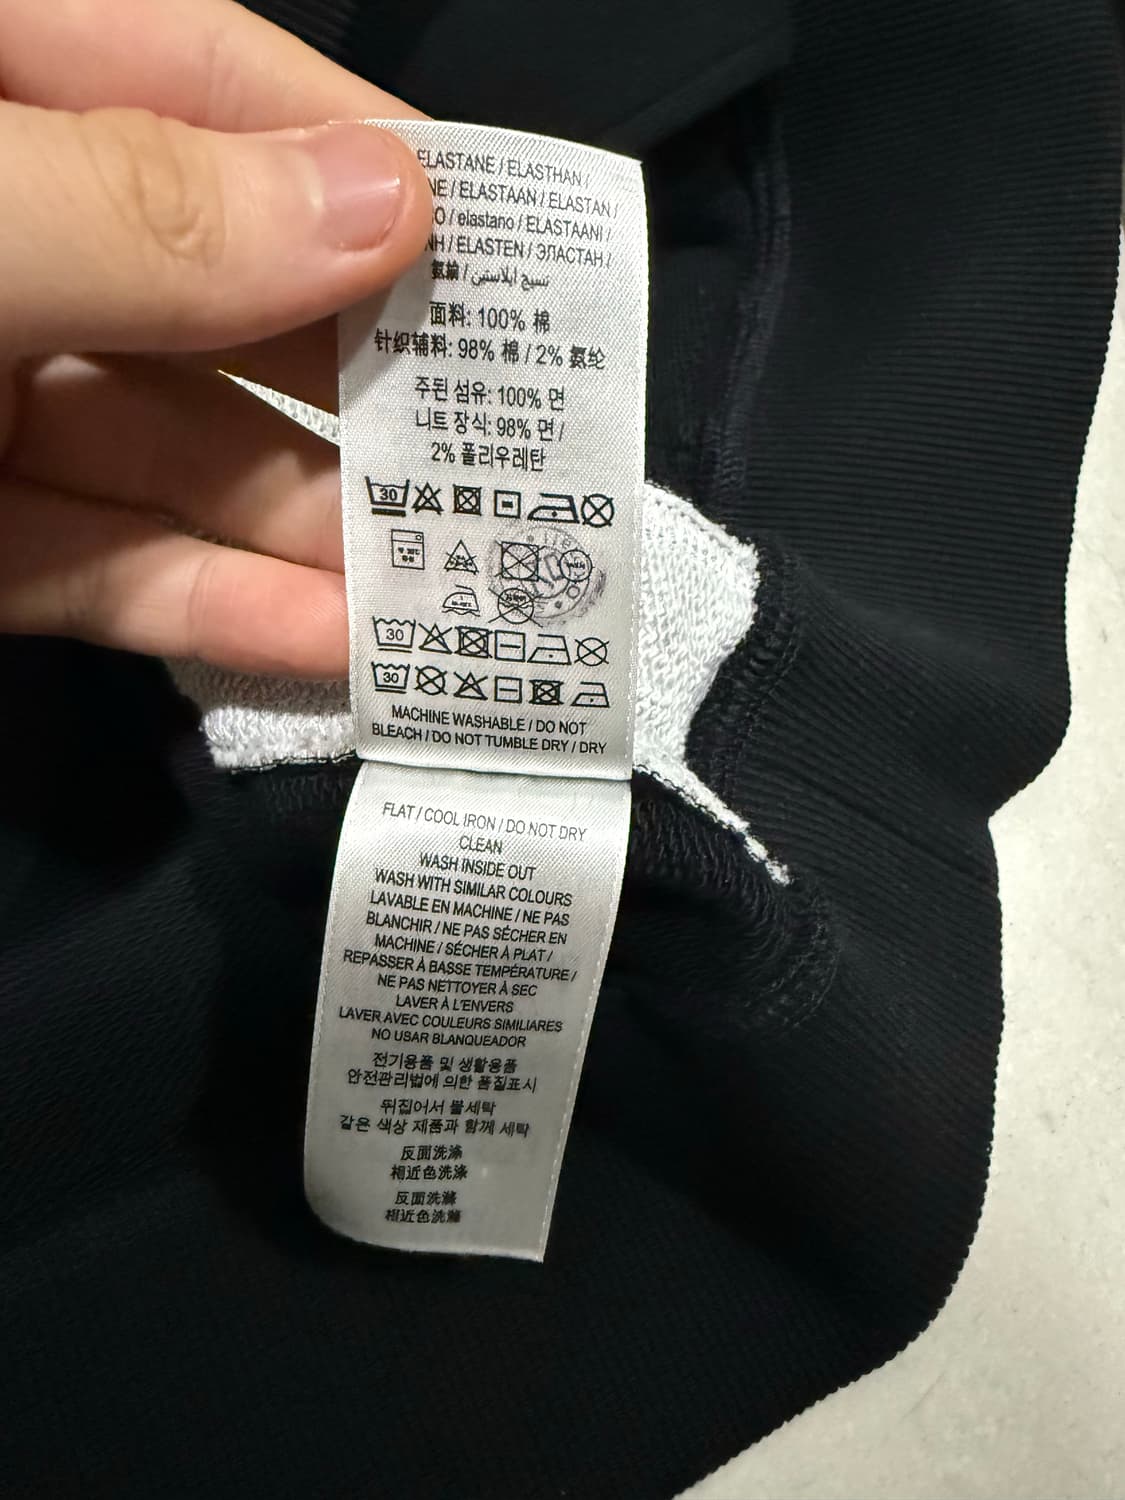 ELASTANE / ELASTHAN /
/ ELASTAAN / ELASTAN /
/ elastano / ELASTAANI /
/ ELASTEN / ЭЛАСТАН /
نسيج ايلاستين /
面料: 100% 棉
针织辅料: 98% 棉 / 2% 氨纶
주된 섬유: 100% 면
니트 장식: 98% 면 /
2% 폴리우레탄
30
30
30
MACHINE WASHABLE / DO NOT
BLEACH / DO NOT TUMBLE DRY / DRY
FLAT / COOL IRON / DO NOT DRY
CLEAN
WASH INSIDE OUT
WASH WITH SIMILAR COLOURS
LAVABLE EN MACHINE / NE PAS
BLANCHIR / NE PAS SÉCHER EN
MACHINE / SÉCHER À PLAT /
REPASSER À BASSE TEMPÉRATURE /
NE PAS NETTOYER À SEC
LAVER À L'ENVERS
LAVER AVEC COULEURS SIMILIARES
NO USAR BLANQUEADOR
전기용품 및 생활용품
안전관리법에 의한 품질표시
뒤집어서 물세탁
같은 색상 제품과 함께 세탁
反面洗涤
相近色洗涤
反面洗滌
相近色洗滌